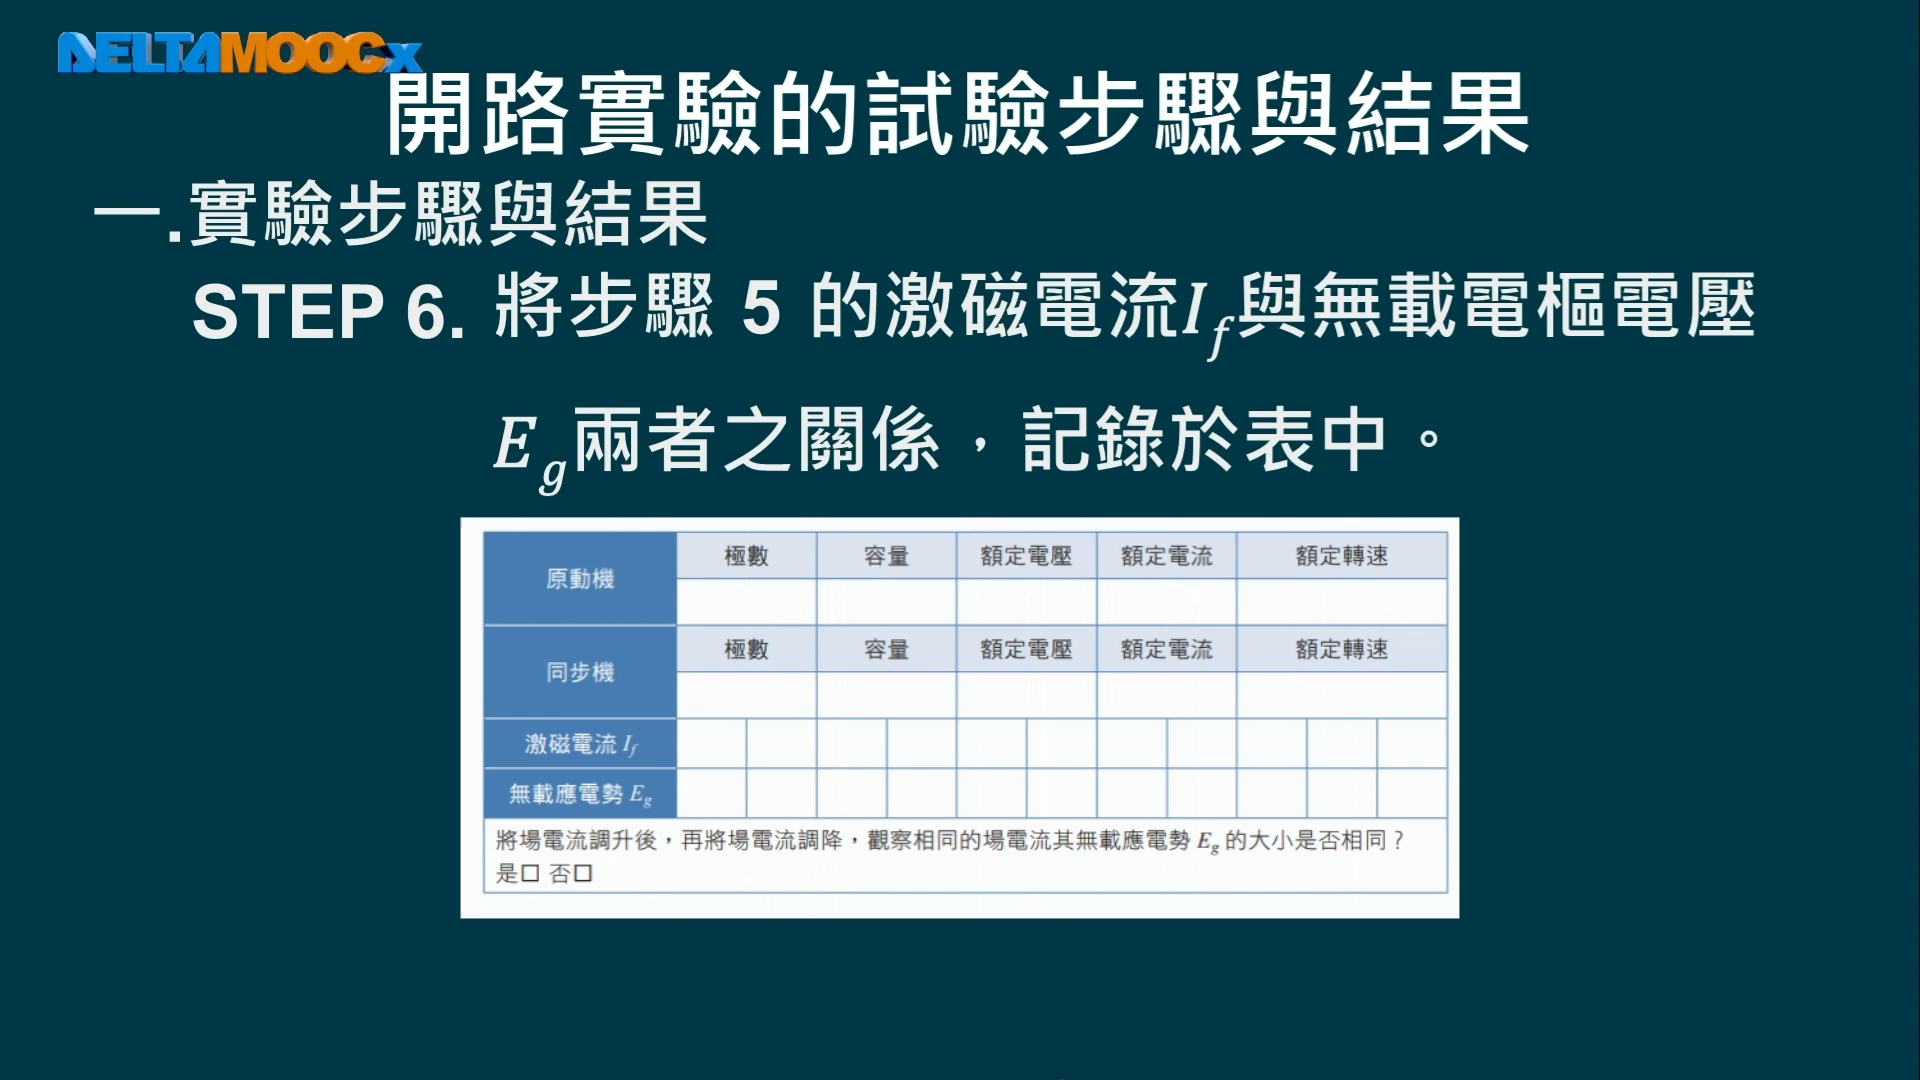 DELTAMOOCx
開路實驗的試驗步驟與結果
一.實驗步驟與結果
STEP 6. 將步驟 5 的激磁電流I_f與無載電樞電壓
E_g兩者之關係，記錄於表中。
原動機 極數 容量 額定電壓 額定電流 額定轉速
同步機 極數 容量 額定電壓 額定電流 額定轉速
激磁電流 I_f
無載應電勢 E_g
將場電流調升後，再將場電流調降，觀察相同的場電流其無載應電勢 E_g 的大小是否相同？
是□ 否□